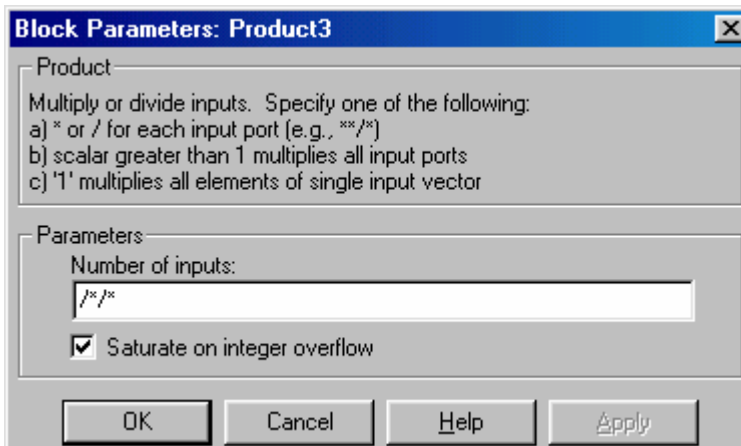 Block Parameters: Product3
Product
Multiply or divide inputs. Specify one of the following:
a) * or / for each input port (e.g., **/*)
b) scalar greater than 1 multiplies all input ports
c) '1' multiplies all elements of single input vector
Parameters
Number of inputs:
/*/*
Saturate on integer overflow
OK Cancel Help Apply